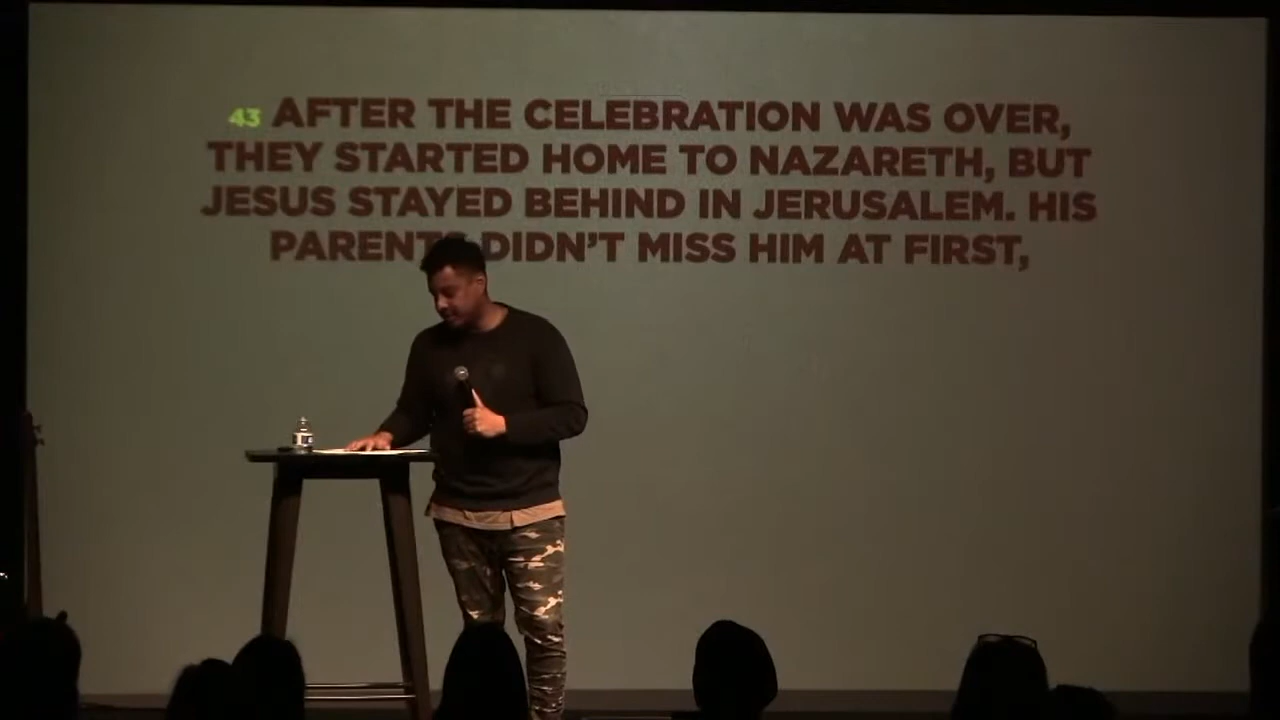 43 AFTER THE CELEBRATION WAS OVER,
THEY STARTED HOME TO NAZARETH, BUT
JESUS STAYED BEHIND IN JERUSALEM. HIS
PARENTS DIDN'T MISS HIM AT FIRST,